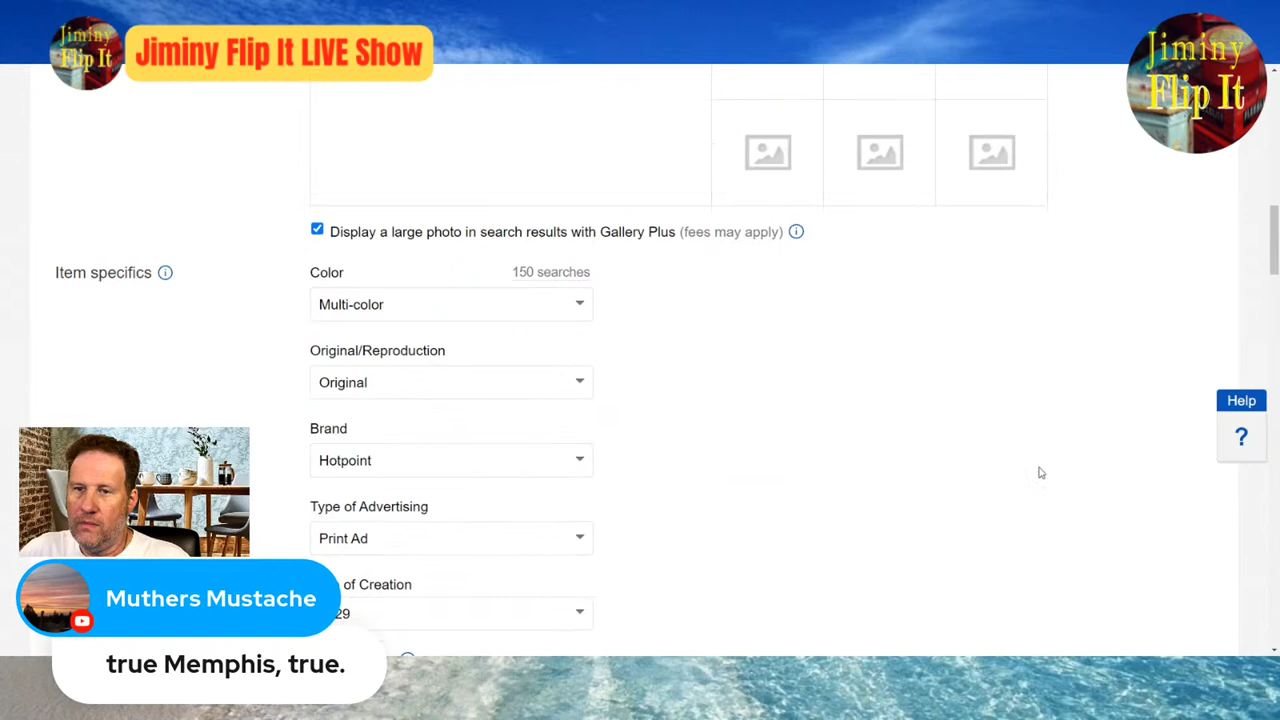 Jiminy
Flip It
Jiminy Flip It LIVE Show
Jiminy
Flip It
Display a large photo in search results with Gallery Plus (fees may apply)
Item specifics
Color
150 searches
Multi-color
Original/Reproduction
Original
Brand
Hotpoint
Type of Advertising
Print Ad
of Creation
29
Help
?
Muthers Mustache
true Memphis, true.